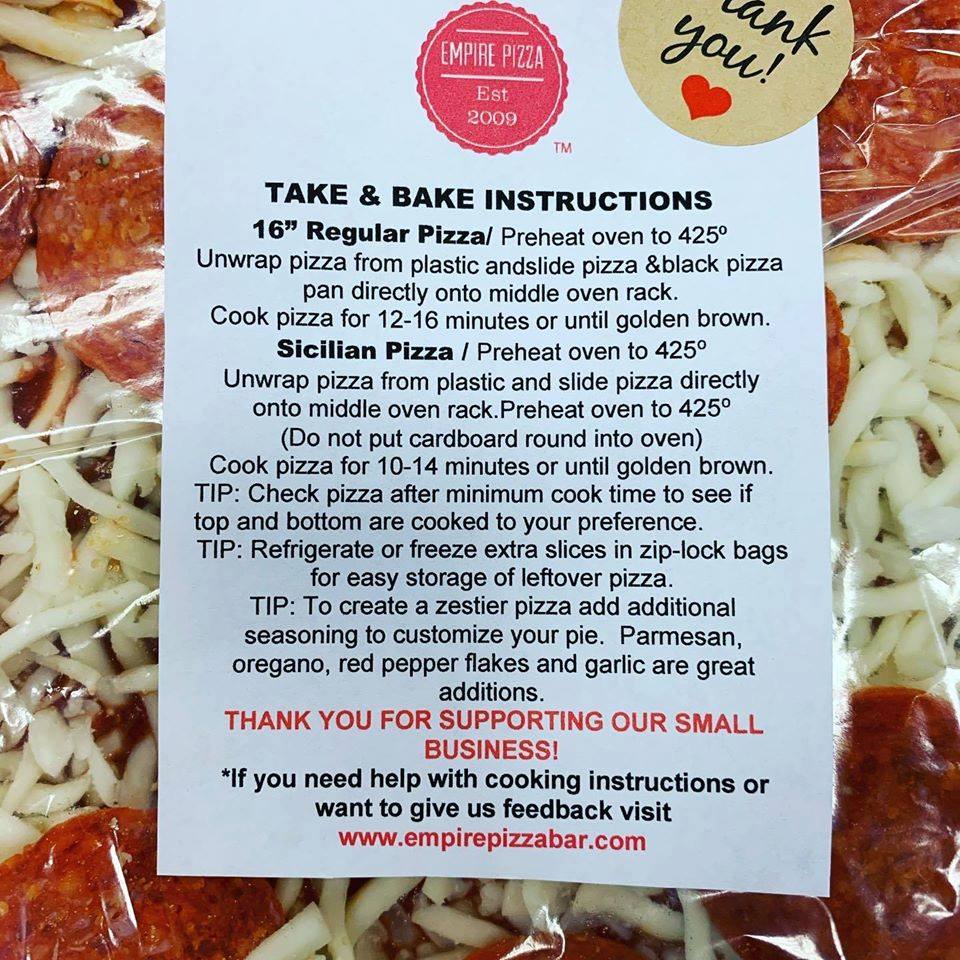 EMPIRE PIZZA
Est
2009
TM
you!
TAKE & BAKE INSTRUCTIONS
16” Regular Pizza/ Preheat oven to 425º
Unwrap pizza from plastic andslide pizza &black pizza
pan directly onto middle oven rack.
Cook pizza for 12-16 minutes or until golden brown.
Sicilian Pizza / Preheat oven to 425º
Unwrap pizza from plastic and slide pizza directly
onto middle oven rack.Preheat oven to 425º
(Do not put cardboard round into oven)
Cook pizza for 10-14 minutes or until golden brown.
TIP: Check pizza after minimum cook time to see if
top and bottom are cooked to your preference.
TIP: Refrigerate or freeze extra slices in zip-lock bags
for easy storage of leftover pizza.
TIP: To create a zestier pizza add additional
seasoning to customize your pie.  Parmesan,
oregano, red pepper flakes and garlic are great
additions.
THANK YOU FOR SUPPORTING OUR SMALL
BUSINESS!
*If you need help with cooking instructions or
want to give us feedback visit
www.empirepizzabar.com